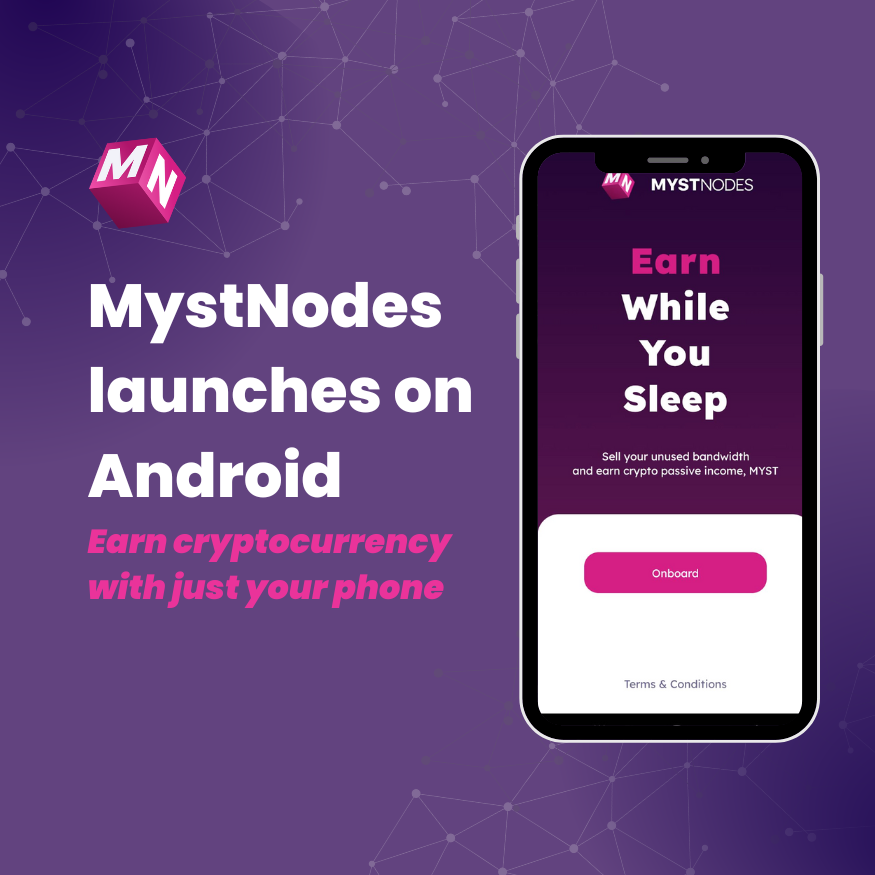 MN
MystNodes
launches on
Android
Earn cryptocurrency
with just your phone
MN MYSTNODES
Earn
While
You
Sleep
Sell your unused bandwidth
and earn crypto passive income, MYST
Onboard
Terms & Conditions